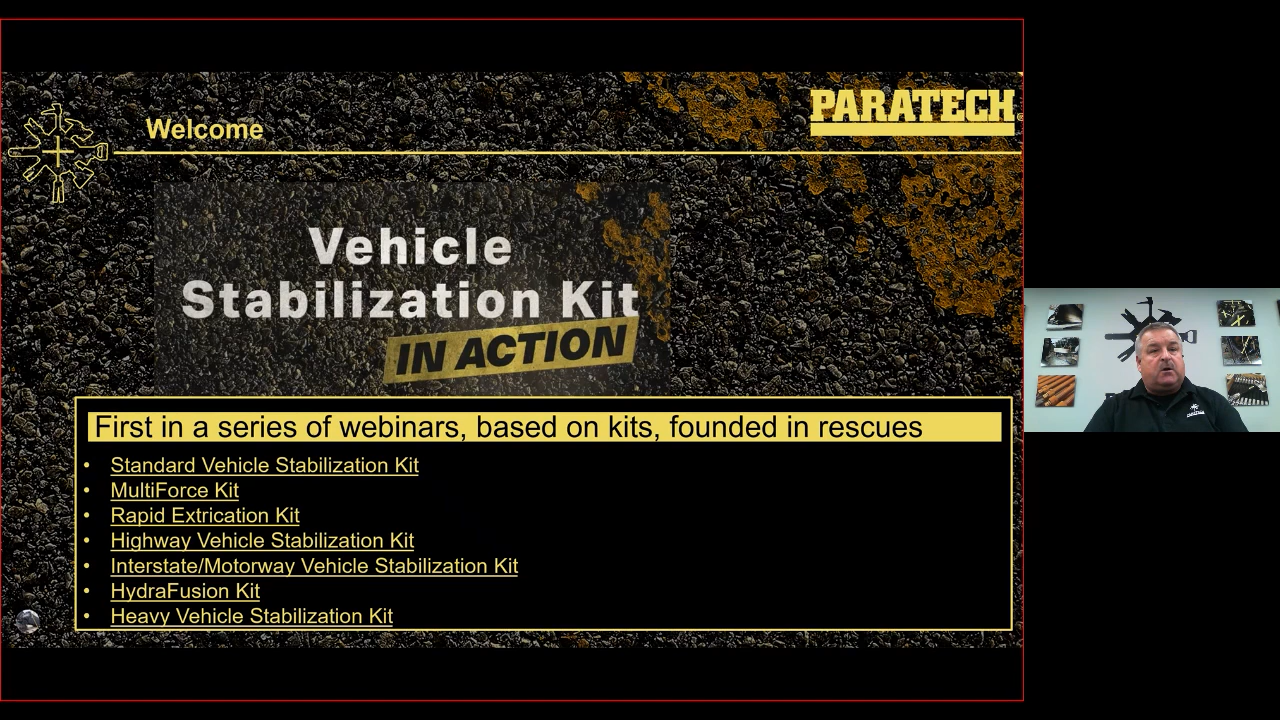 Welcome
PARATECH®
Vehicle
Stabilization Kit
IN ACTION
First in a series of webinars, based on kits, founded in rescues
• Standard Vehicle Stabilization Kit
• MultiForce Kit
• Rapid Extrication Kit
• Highway Vehicle Stabilization Kit
• Interstate/Motorway Vehicle Stabilization Kit
• HydraFusion Kit
• Heavy Vehicle Stabilization Kit